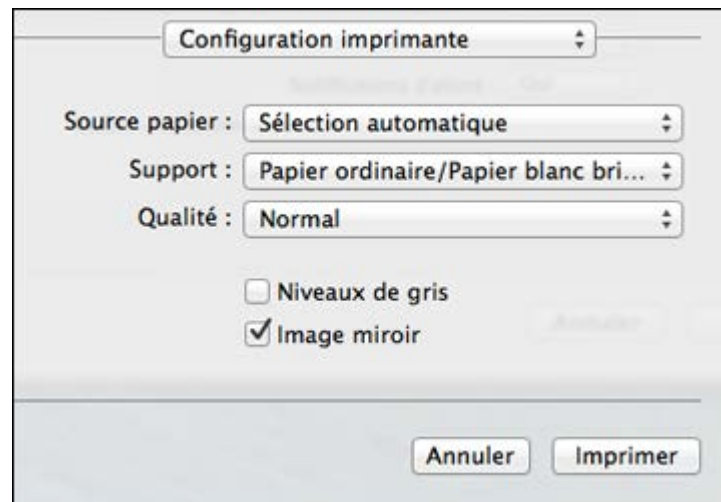 Configuration imprimante
Source papier : Sélection automatique
Support : Papier ordinaire/Papier blanc bri...
Qualité : Normal
Niveaux de gris
Image miroir
Annuler
Annuler Imprimer